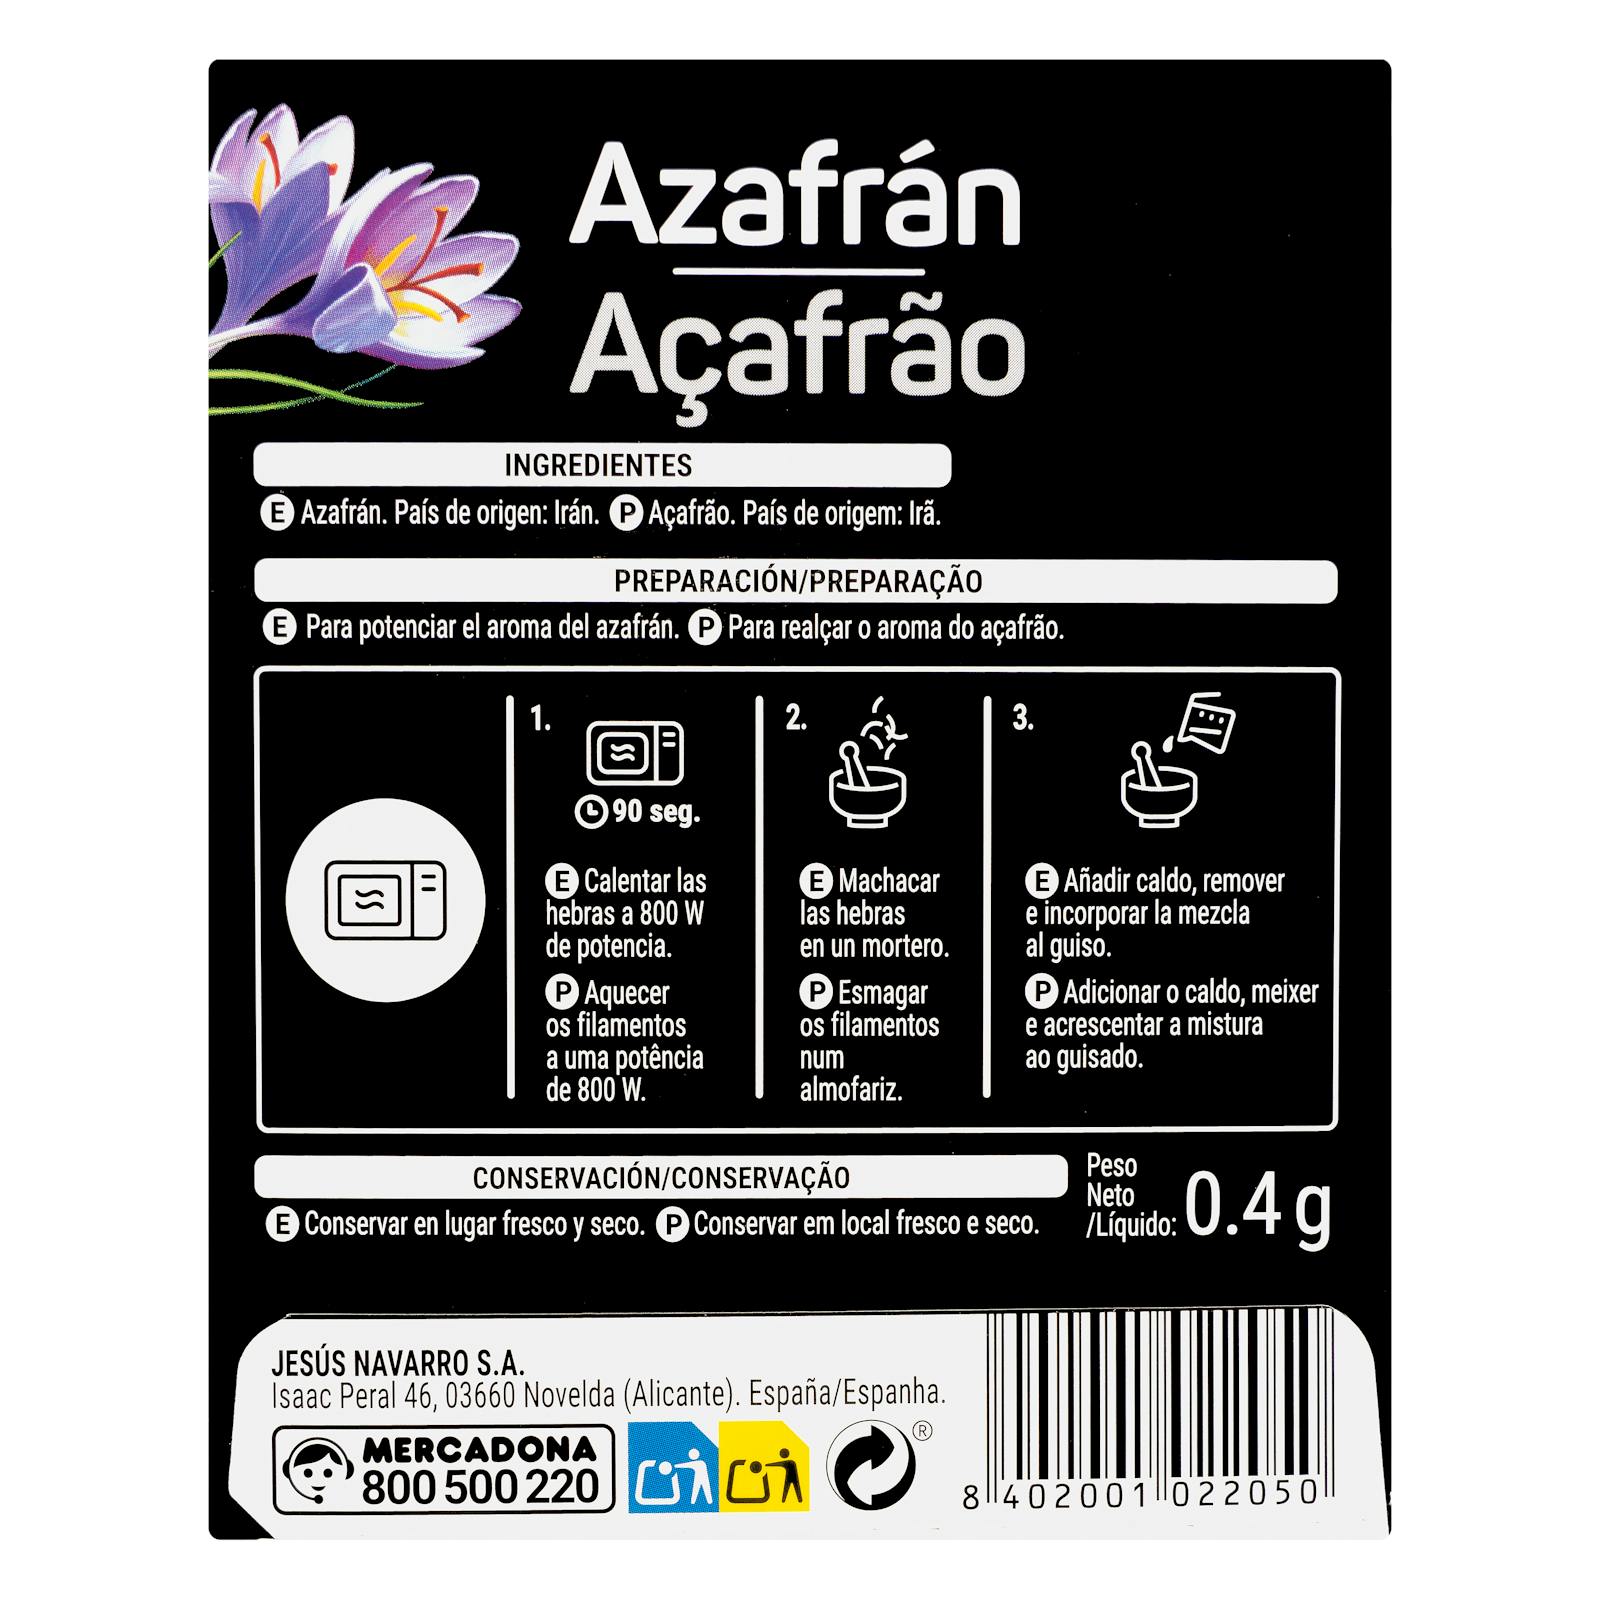 Azafrán
Açafrão
INGREDIENTES
E Azafrán. País de origen: Irán. P Açafrão. País de origem: Irã.
PREPARACIÓN/PREPARAÇÃO
E Para potenciar el aroma del azafrán. P Para realçar o aroma do açafrão.
1.
90 seg.
E Calentar las
hebras a 800 W
de potencia.
P Aquecer
os filamentos
a uma potência
de 800 W.
2.
E Machacar
las hebras
en un mortero.
P Esmagar
os filamentos
num
almofariz.
3.
E Añadir caldo, remover
e incorporar la mezcla
al guiso.
P Adicionar o caldo, meixer
e acrescentar a mistura
ao guisado.
CONSERVACIÓN/CONSERVAÇÃO
E Conservar en lugar fresco y seco. P Conservar em local fresco e seco.
Peso
Neto
/Líquido: 0.4 g
JESÚS NAVARRO S.A.
Isaac Peral 46, 03660 Novelda (Alicante). España/Espanha.
MERCADONA
800 500 220
®
8 402001 022050